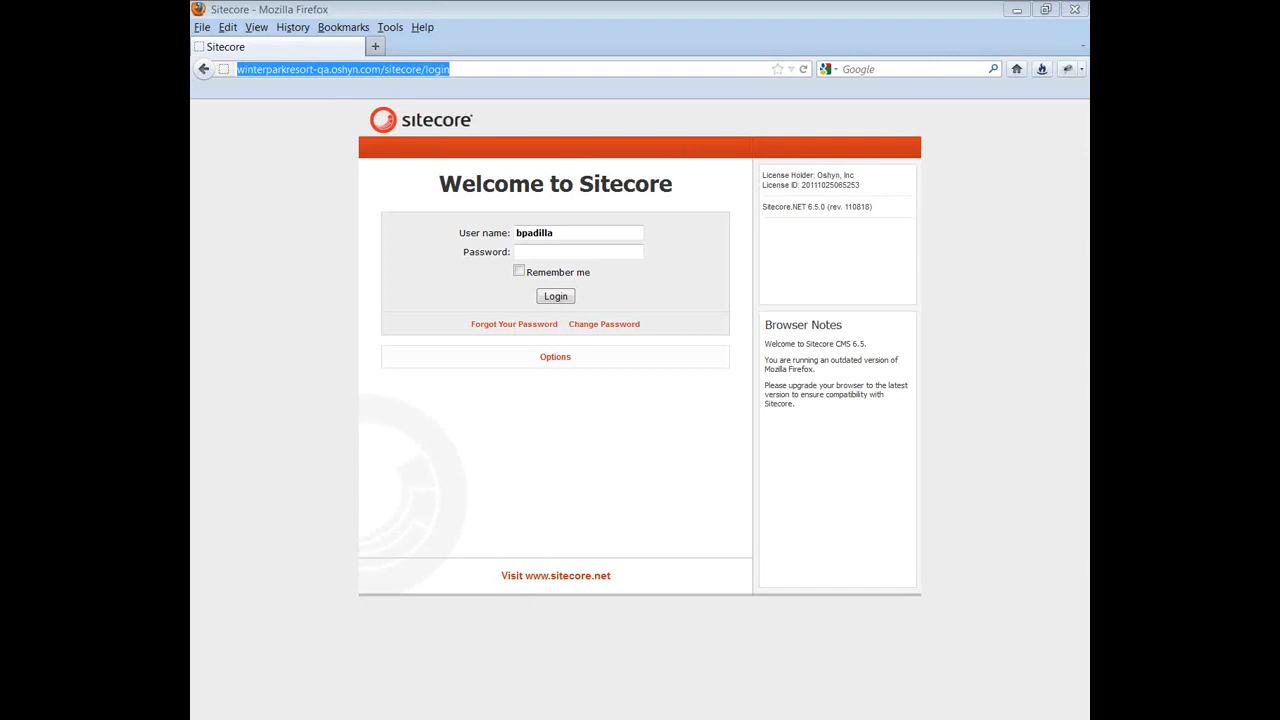 Sitecore - Mozilla Firefox
File Edit View History Bookmarks Tools Help
Sitecore
winterparkresort-qa.oshyn.com/sitecore/login
Google
sitecore
Welcome to Sitecore
User name: bpadilla
Password:
Remember me
Login
Forgot Your Password Change Password
Options
Visit www.sitecore.net
License Holder: Oshyn, Inc
License ID: 20111025065253
Sitecore.NET 6.5.0 (rev. 110818)
Browser Notes
Welcome to Sitecore CMS 6.5.
You are running an outdated version of
Mozilla Firefox.
Please upgrade your browser to the latest
version to ensure compatibility with
Sitecore.